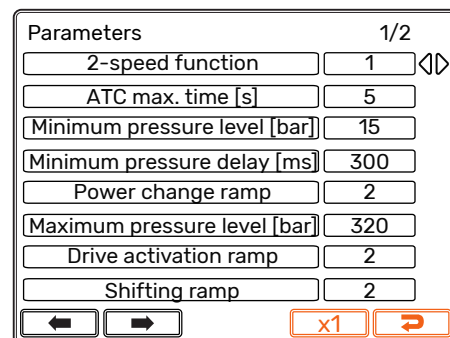 Parameters 1/2
2-speed function 1
ATC max. time [s] 5
Minimum pressure level [bar] 15
Minimum pressure delay [ms] 300
Power change ramp 2
Maximum pressure level [bar] 320
Drive activation ramp 2
Shifting ramp 2
x1